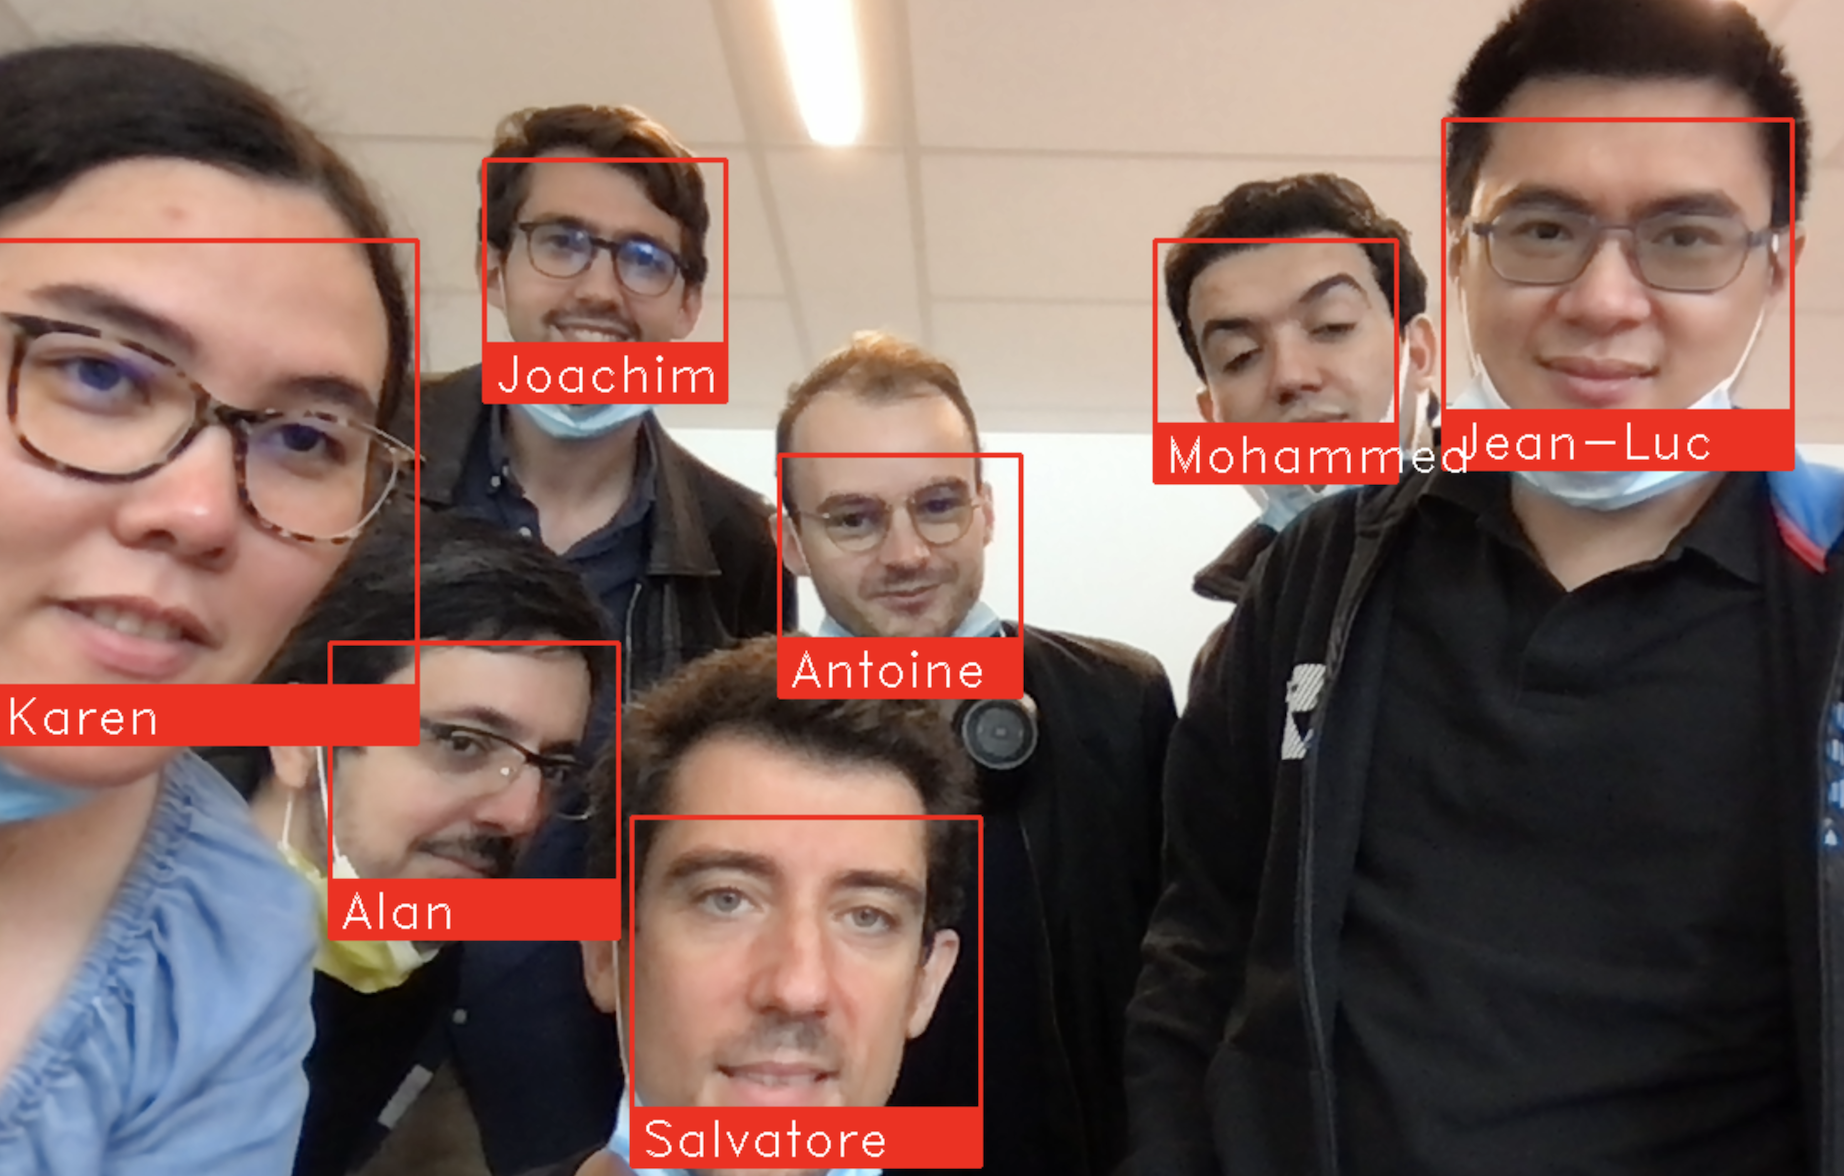 Joachim
Mohammed
Jean-Luc
Antoine
Karen
Alan
Salvatore